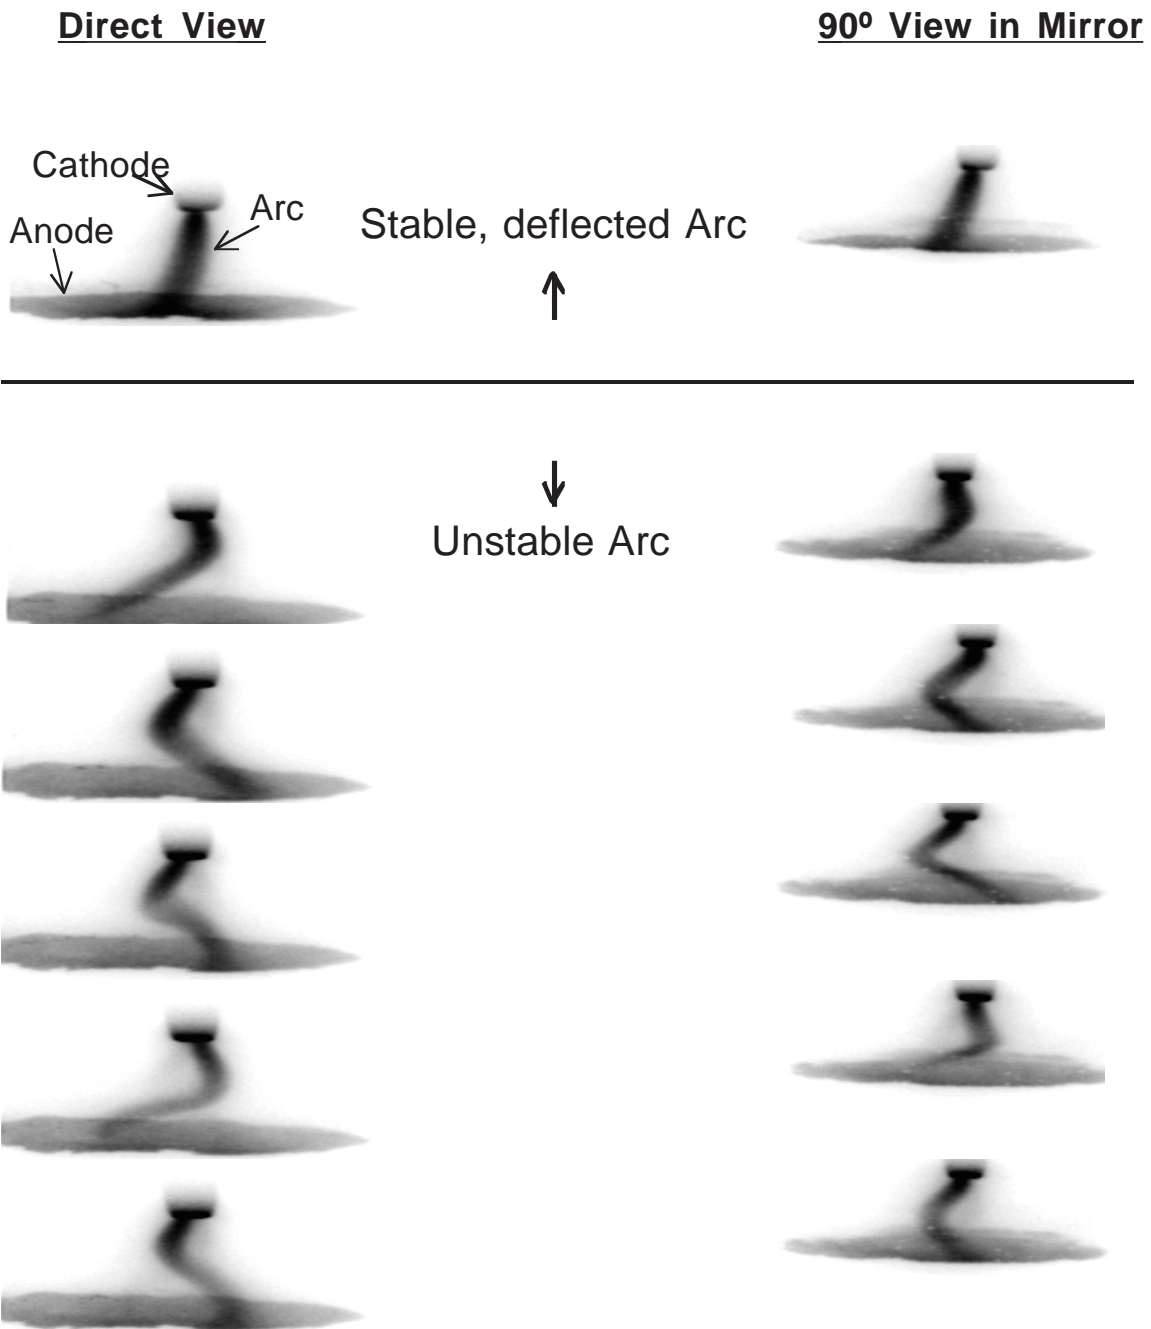 Direct View
90º View in Mirror
Cathode
Arc
Anode
Stable, deflected Arc
Unstable Arc